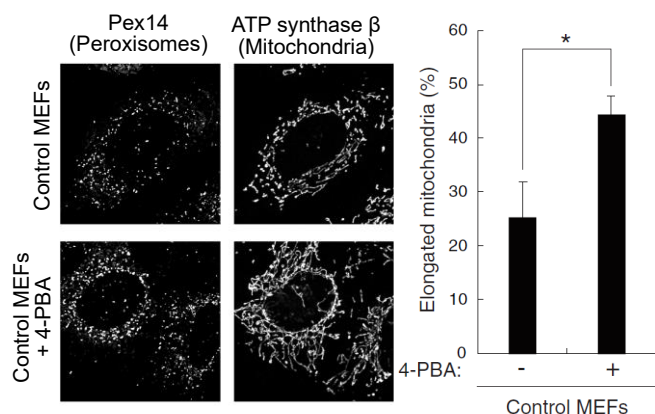 Pex14
(Peroxisomes)
ATP synthase β
(Mitochondria)
Control MEFs
Control MEFs
+ 4-PBA
Elongated mitochondria (%)
60
50
40
30
20
10
0
*
4-PBA: - +
Control MEFs